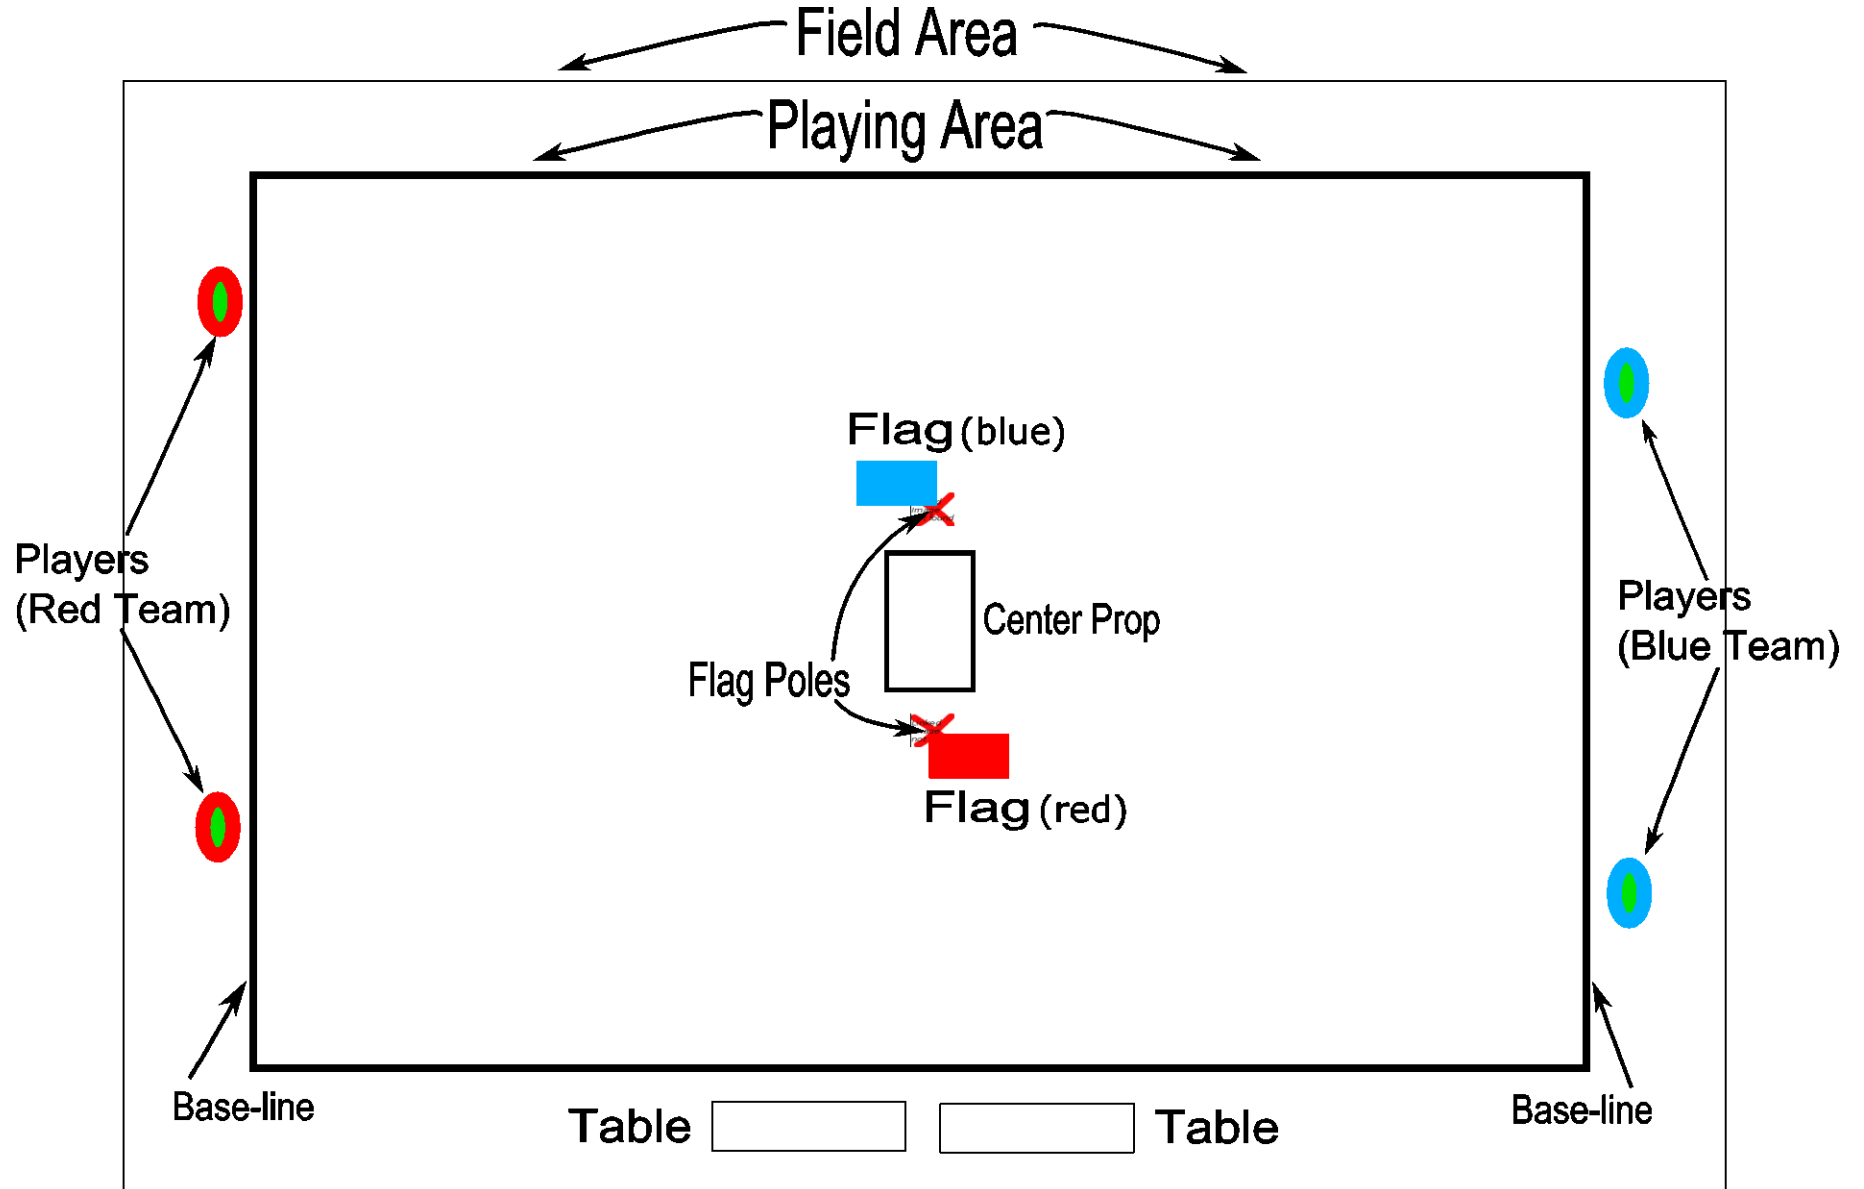 Field Area
Playing Area
Flag (blue)
Players
(Red Team)
Center Prop
Players
(Blue Team)
Flag Poles
Flag (red)
Base-line
Base-line
Table
Table